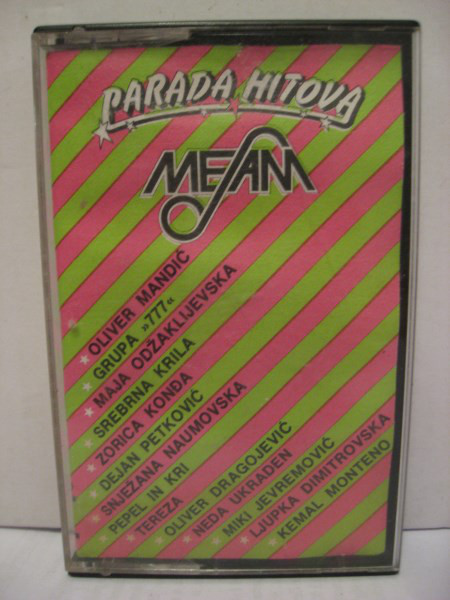 PARADA HITOVA
MESAM
OLIVER MANDIĆ
GRUPA »777«
MAJA ODŽAKLIJEVSKA
SREBRNA KRILA
ZORICA KONĐA
DEJAN PETKOVIĆ
SNJEŽANA NAUMOVSKA
PEPEL IN KRI
TEREZA
OLIVER DRAGOJEVIĆ
NEDA UKRADEN
MIKI JEVREMOVIĆ
LJUPKA DIMITROVSKA
KEMAL MONTENO